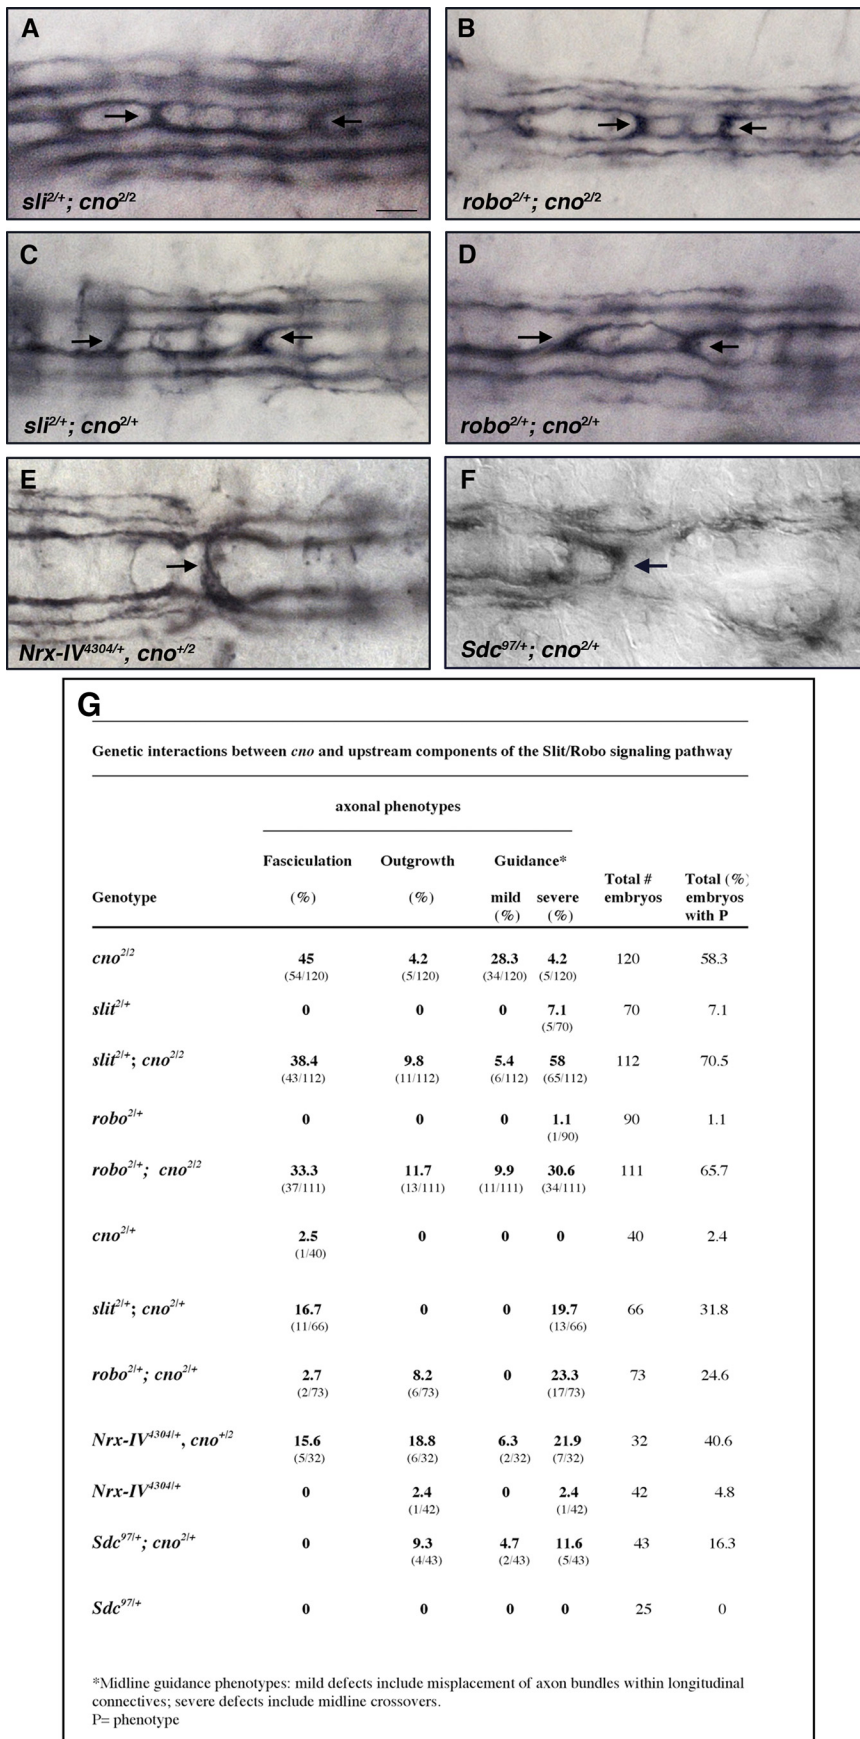 A
sli2/+; cno2/2
B
robo2/+; cno2/2
C
sli2/+; cno2/+
D
robo2/+; cno2/+
E
Nrx-IV4304/+, cno+/2
F
Sdc97/+; cno2/+
G
Genetic interactions between cno and upstream components of the Slit/Robo signaling pathway
axonal phenotypes
Fasciculation Outgrowth Guidance*
Total # Total (%)
Genotype (%) (%) mild severe embryos embryos
(%) (%) with P
cno2/2 45 4.2 28.3 4.2 120 58.3
(54/120) (5/120) (34/120) (5/120)
slit2/+ 0 0 0 7.1 70 7.1
(5/70)
slit2/+; cno2/2 38.4 9.8 5.4 58 112 70.5
(43/112) (11/112) (6/112) (65/112)
robo2/+ 0 0 0 1.1 90 1.1
(1/90)
robo2/+; cno2/2 33.3 11.7 9.9 30.6 111 65.7
(37/111) (13/111) (11/111) (34/111)
cno2/+ 2.5 0 0 0 40 2.4
(1/40)
slit2/+; cno2/+ 16.7 0 0 19.7 66 31.8
(11/66) (13/66)
robo2/+; cno2/+ 2.7 8.2 0 23.3 73 24.6
(2/73) (6/73) (17/73)
Nrx-IV4304/+, cno+/2 15.6 18.8 6.3 21.9 32 40.6
(5/32) (6/32) (2/32) (7/32)
Nrx-IV4304/+ 0 2.4 0 2.4 42 4.8
(1/42) (1/42)
Sdc97/+; cno2/+ 0 9.3 4.7 11.6 43 16.3
(4/43) (2/43) (5/43)
Sdc97/+ 0 0 0 0 25 0
*Midline guidance phenotypes: mild defects include misplacement of axon bundles within longitudinal
connectives; severe defects include midline crossovers.
P= phenotype